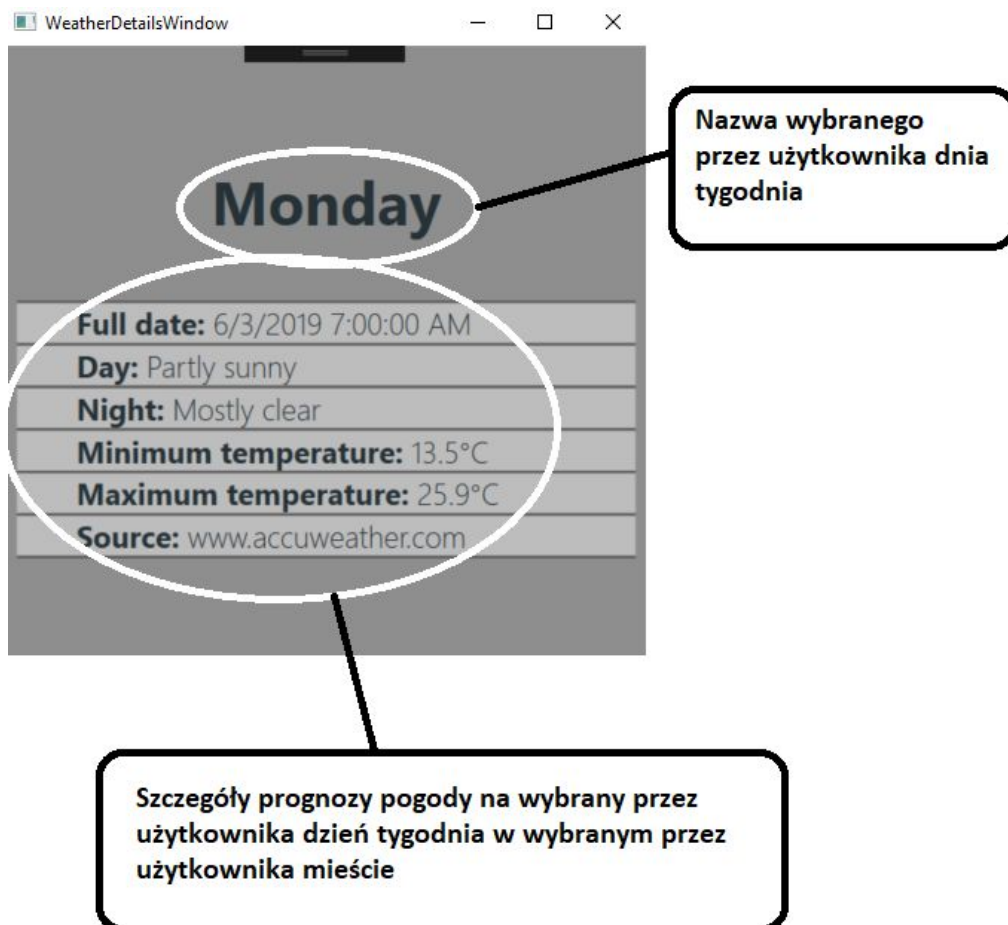 WeatherDetailsWindow
Nazwa wybranego
przez użytkownika dnia
tygodnia
Monday
Full date: 6/3/2019 7:00:00 AM
Day: Partly sunny
Night: Mostly clear
Minimum temperature: 13.5°C
Maximum temperature: 25.9°C
Source: www.accuweather.com
Szczegóły prognozy pogody na wybrany przez
użytkownika dzień tygodnia w wybranym przez
użytkownika mieście